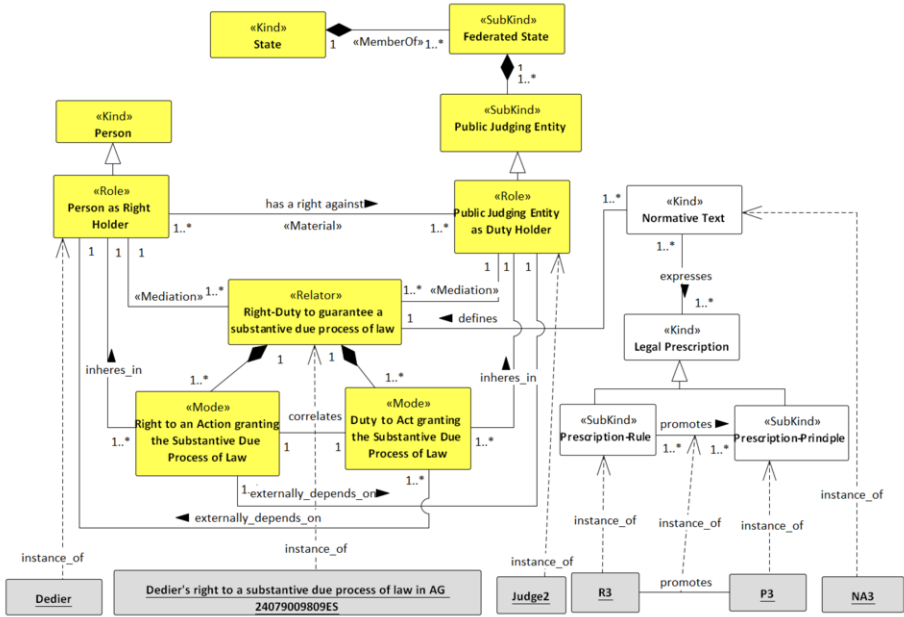 «Kind»
State
1
«MemberOf»
1..*
«SubKind»
Federated State
1
1..*
«SubKind»
Public Judging Entity
«Kind»
Person
«Role»
Person as Right
Holder
has a right against
1..*
«Material»
1..*
«Role»
Public Judging Entity
as Duty Holder
1..*
«Kind»
Normative Text
1
1
1
1
1
1
1..*
expresses
1..*
«Mediation»
1..*
«Relator»
Right-Duty to guarantee a
substantive due process of law
1..*
«Mediation»
1
defines
«Kind»
Legal Prescription
1
1
inheres_in
1..*
1..*
inheres_in
«Mode»
Right to an Action granting
the Substantive Due
Process of Law
correlates
1
1
«Mode»
Duty to Act granting
the Substantive Due
Process of Law
1..*
1..*
«SubKind»
Prescription-Rule
promotes
1..*
1..*
«SubKind»
Prescription-Principle
1..
externally_depends_on
1..*
externally_depends_on
instance_of
instance_of
instance_of
instance_of
instance_of
instance_of
instance_of
promotes
Dedier
Dedier's right to a substantive due process of law in AG
24079009809ES
Judge2
R3
P3
NA3